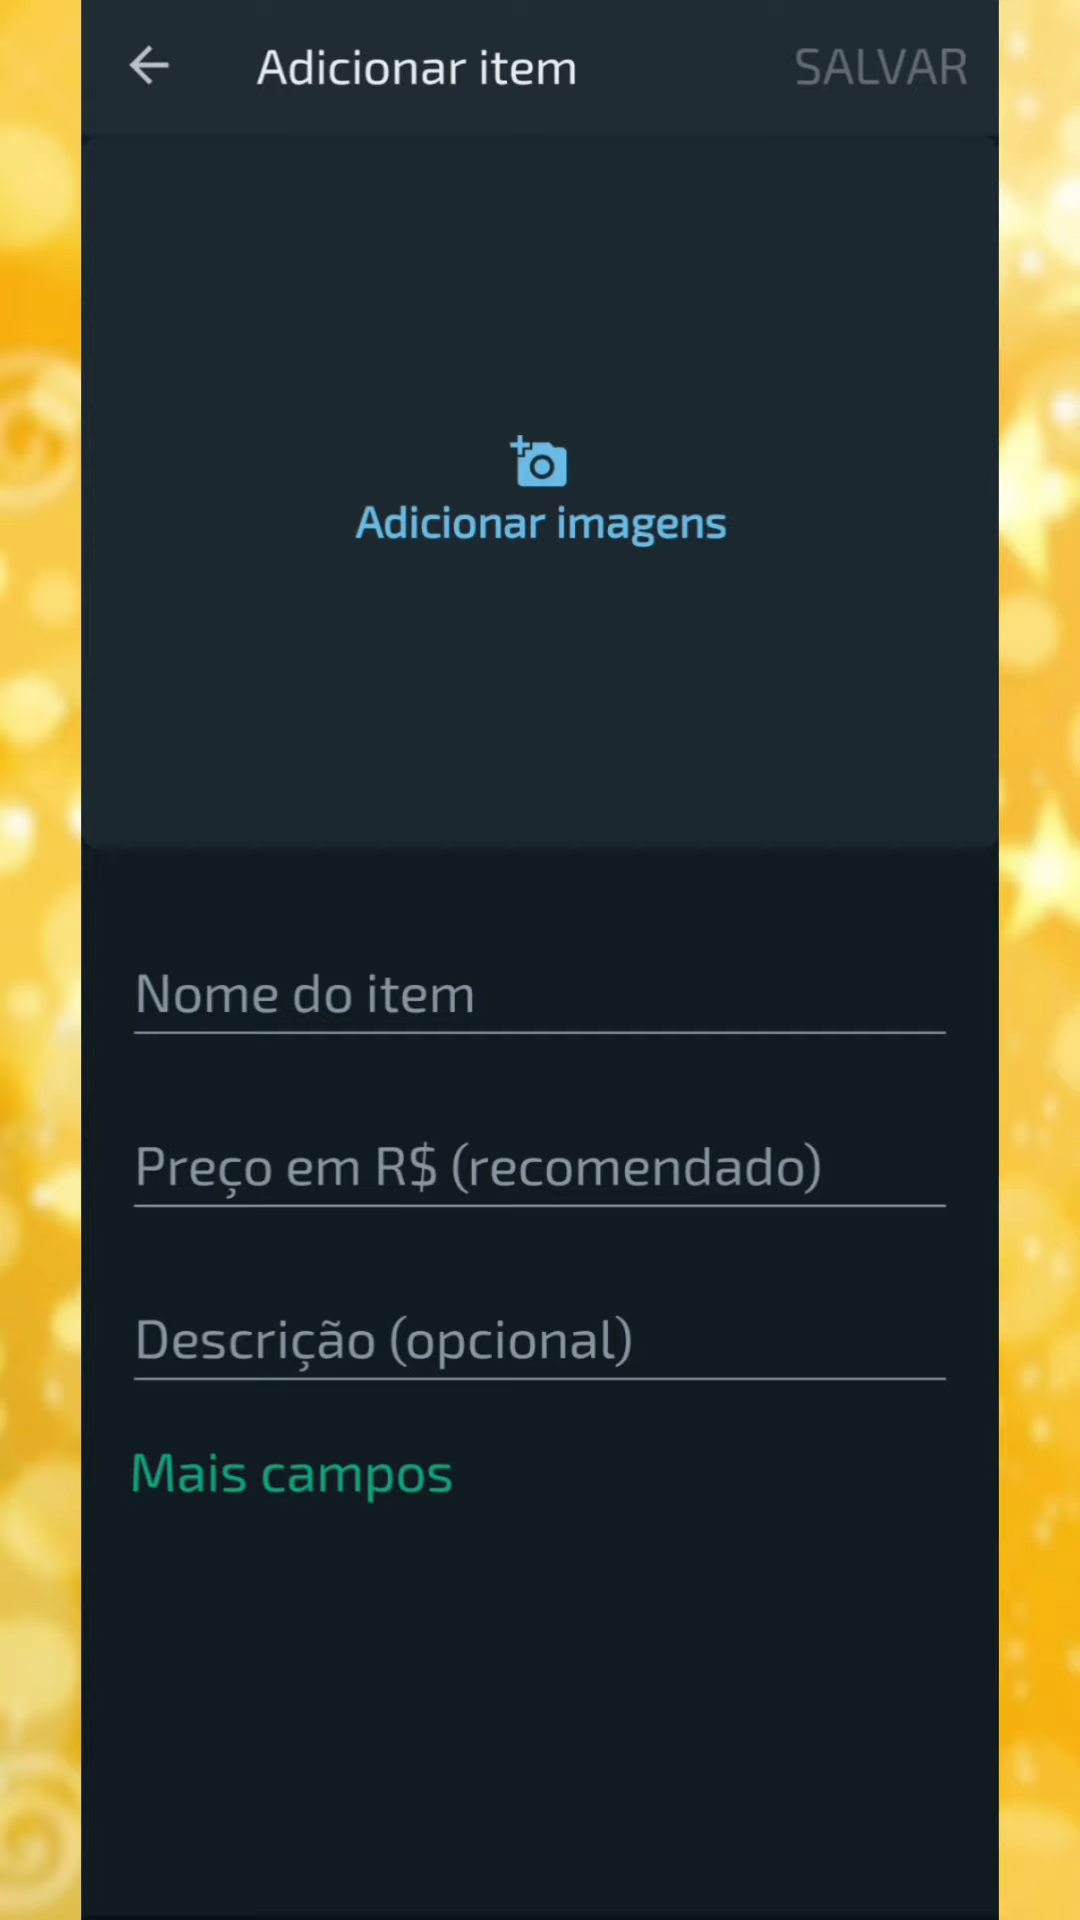 Adicionar item
SALVAR
Adicionar imagens
Nome do item
Preço em R$ (recomendado)
Descrição (opcional)
Mais campos